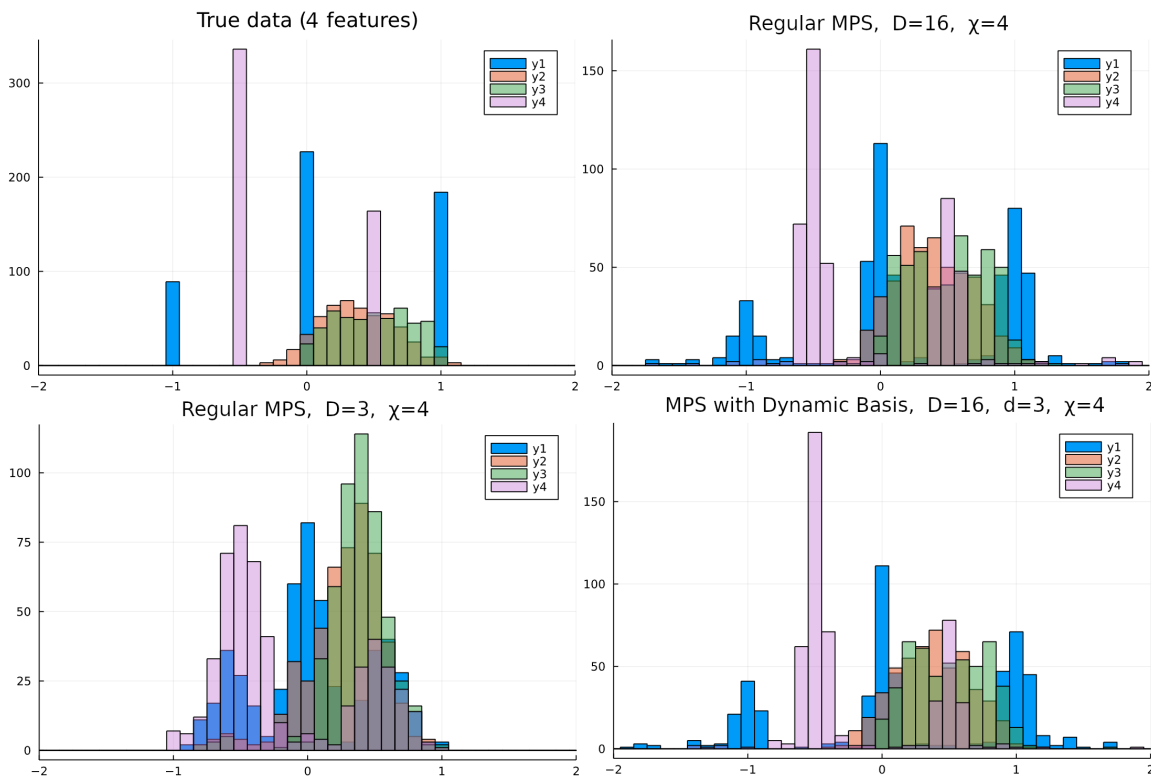 True data (4 features)
300
200
100
0
−2
−1
0
1
2
y1
y2
y3
y4
Regular MPS, D=16, χ=4
150
100
50
0
−2
−1
0
1
2
y1
y2
y3
y4
Regular MPS, D=3, χ=4
100
75
50
25
0
−2
−1
0
1
2
y1
y2
y3
y4
MPS with Dynamic Basis, D=16, d=3, χ=4
150
100
50
0
−2
−1
0
1
2
y1
y2
y3
y4